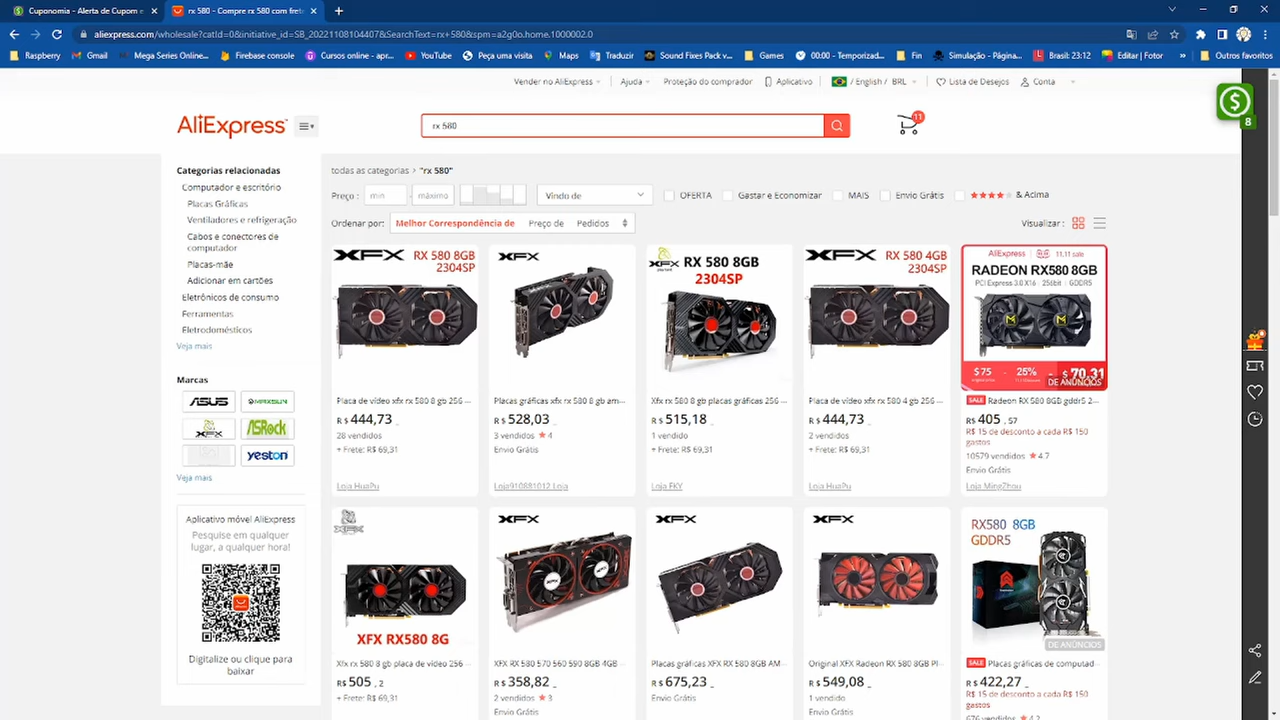 Cuponomia - Alerta de Cupom e
rx 580 - Compre rx 580 com frete
aliexpress.com/wholesale?catId=0&initiative_id=SB_20221108104407&SearchText=rx+580&spm=a2g0o.home.1000002.0
Raspberry
Gmail
Mega Series Online...
Firebase console
Cursos online - apr...
YouTube
Peça uma visita
Maps
Traduzir
Sound Fixes Pack v...
Games
00:00 - Temporizad...
Fin
Simulação - Página...
Brasil: 23:12
Editar | Fotor
»
Outros favoritos
Vender no AliExpress
Ajuda
Proteção do comprador
Aplicativo
/ English / BRL
Lista de Desejos
Conta
8
AliExpress
rx 580
11
Categorias relacionadas
Computador e escritório
Placas Gráficas
Ventiladores e refrigeração
Cabos e conectores de
computador
Placas-mãe
Adicionar em cartões
Eletrônicos de consumo
Ferramentas
Eletrodomésticos
Veja mais
Marcas
ASUS
MAXSUN
XFX
ASRock
yeston
Veja mais
Aplicativo móvel AliExpress
Pesquise em qualquer
lugar, a qualquer hora!
Digitalize ou clique para
baixar
todas as categorias > "rx 580"
Preço :
min
-
máximo
Vinda de
OFERTA
Gastar e Economizar
MAIS
Envio Grátis
& Acima
Ordenar por:
Melhor Correspondência de
Preço de
Pedidos
Visualizar :
XFX RX 580 8GB
2304SP
Placa de vídeo xfx rx 580 8 gb 256 ...
R$ 444,73
28 vendidos
+ Frete: R$ 69,31
Loja HuaPu
XFX
Placas gráficas xfx rx 580 8 gb am...
R$ 528,03
3 vendidos ★ 4
Envio Grátis
Loja910881012 Loja
XFX RX 580 8GB
2304SP
Xfx rx 580 8 gb placas gráficas 256 ...
R$ 515,18
1 vendido
+ Frete: R$ 69,31
Loja FKY
XFX RX 580 4GB
2304SP
Placa de vídeo xfx rx 580 4 gb 256 ...
R$ 444,73
2 vendidos
+ Frete: R$ 69,31
Loja HuaPu
AliExpress 11.11 sale
RADEON RX580 8GB
PCI Express 3.0 X16 256bit GDDR5
$75 - 25% $ 70.31
DE ANÚNCIOS
SALE Radeon RX 580 8GB gddr5 2...
R$ 405 , 57
R$ 15 de desconto a cada R$ 150
gastos
10579 vendidos ★ 4.7
Envio Grátis
Loja MingZhou
XFX
XFX RX580 8G
Xfx rx 580 8 gb placa de vídeo 256 ...
R$ 505 , 2
+ Frete: R$ 69,31
XFX
XFX RX 580 570 560 590 8GB 4GB ...
R$ 358,82
2 vendidos ★ 3
Envio Grátis
XFX
Placas gráficas XFX RX 580 8GB AM...
R$ 675,23
Envio Grátis
XFX
Original XFX Radeon RX 580 8GB PI...
R$ 549,08
1 vendido
Envio Grátis
RX580 8GB
GDDR5
DE ANÚNCIOS
SALE Placas gráficas de computad...
R$ 422,27
R$ 15 de desconto a cada R$ 150
gastos
676 vendidos ★ 4.2